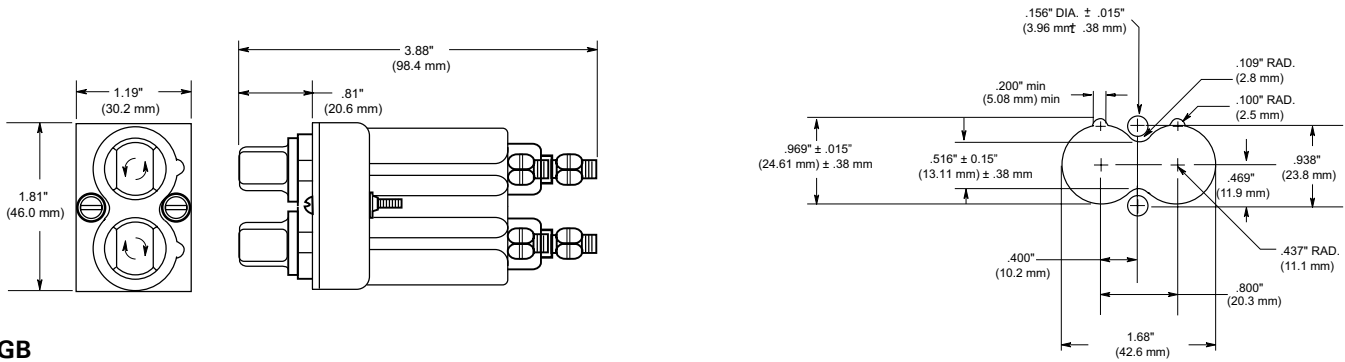 1.19"
(30.2 mm)
1.81"
(46.0 mm)
3.88"
(98.4 mm)
.81"
(20.6 mm)
.156" DIA. ± .015"
(3.96 mm± .38 mm)
.109" RAD.
(2.8 mm)
.200" min
(5.08 mm) min
.100" RAD.
(2.5 mm)
.969" ± .015"
(24.61 mm) ± .38 mm
.516" ± 0.15"
(13.11 mm) ± .38 mm
.938"
(23.8 mm)
.469"
(11.9 mm)
.437" RAD.
(11.1 mm)
.400"
(10.2 mm)
.800"
(20.3 mm)
1.68"
(42.6 mm)
GB